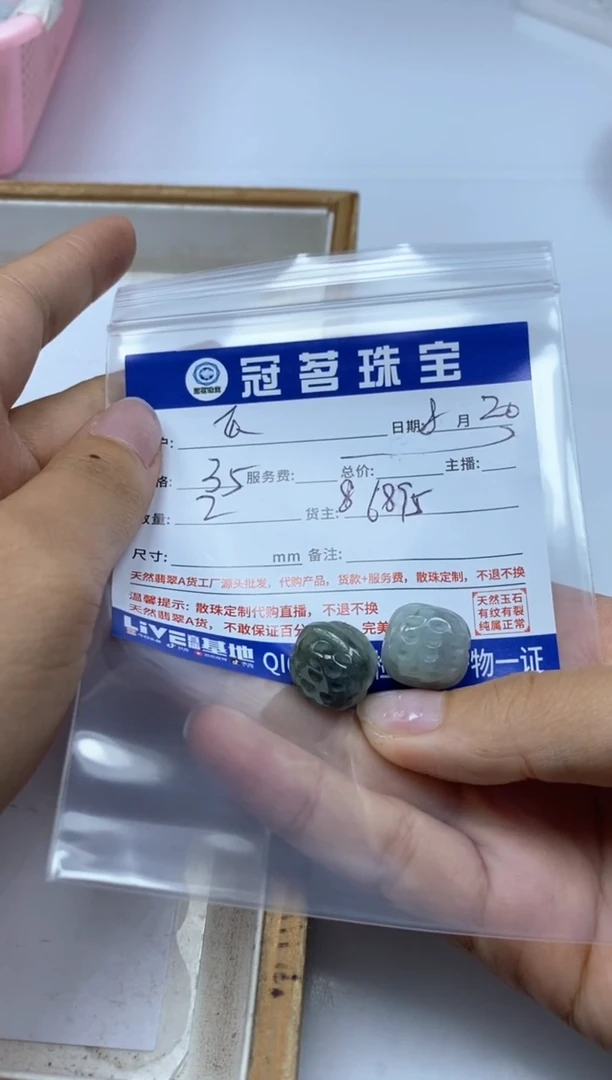 冠茗珠宝
户: 日期: 8 月 20
格: 35 服务费: 总价: 主播:
数量: 2 货主: 86895
尺寸: mm 备注:
天然翡翠A货工厂源头批发，代购产品，货款+服务费，散珠定制，不退不换
温馨提示：散珠定制代购直播，不退不换
天然翡翠A货，不敢保证百分 完美
天然玉石
有纹有裂
纯属正常
LiVE 基地 QI 物一证